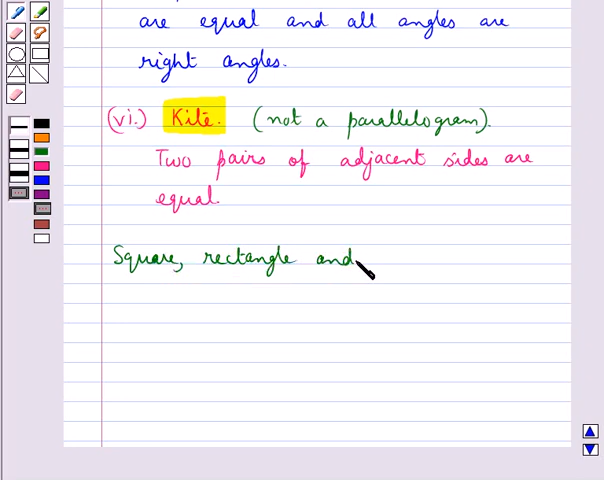 are equal and all angles are
right angles.
(vi.) Kite. (not a parallelogram).
Two pairs of adjacent sides are
equal
Square, rectangle and